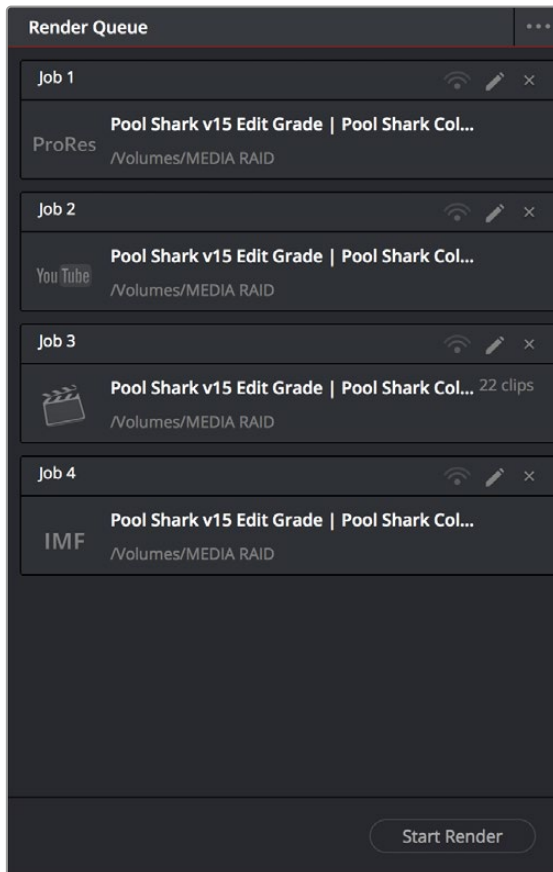 Render Queue
Job 1
ProRes
Pool Shark v15 Edit Grade | Pool Shark Col...
/Volumes/MEDIA RAID
Job 2
YouTube
Pool Shark v15 Edit Grade | Pool Shark Col...
/Volumes/MEDIA RAID
Job 3
Pool Shark v15 Edit Grade | Pool Shark Col... 22 clips
/Volumes/MEDIA RAID
Job 4
IMF
Pool Shark v15 Edit Grade | Pool Shark Col...
/Volumes/MEDIA RAID
Start Render